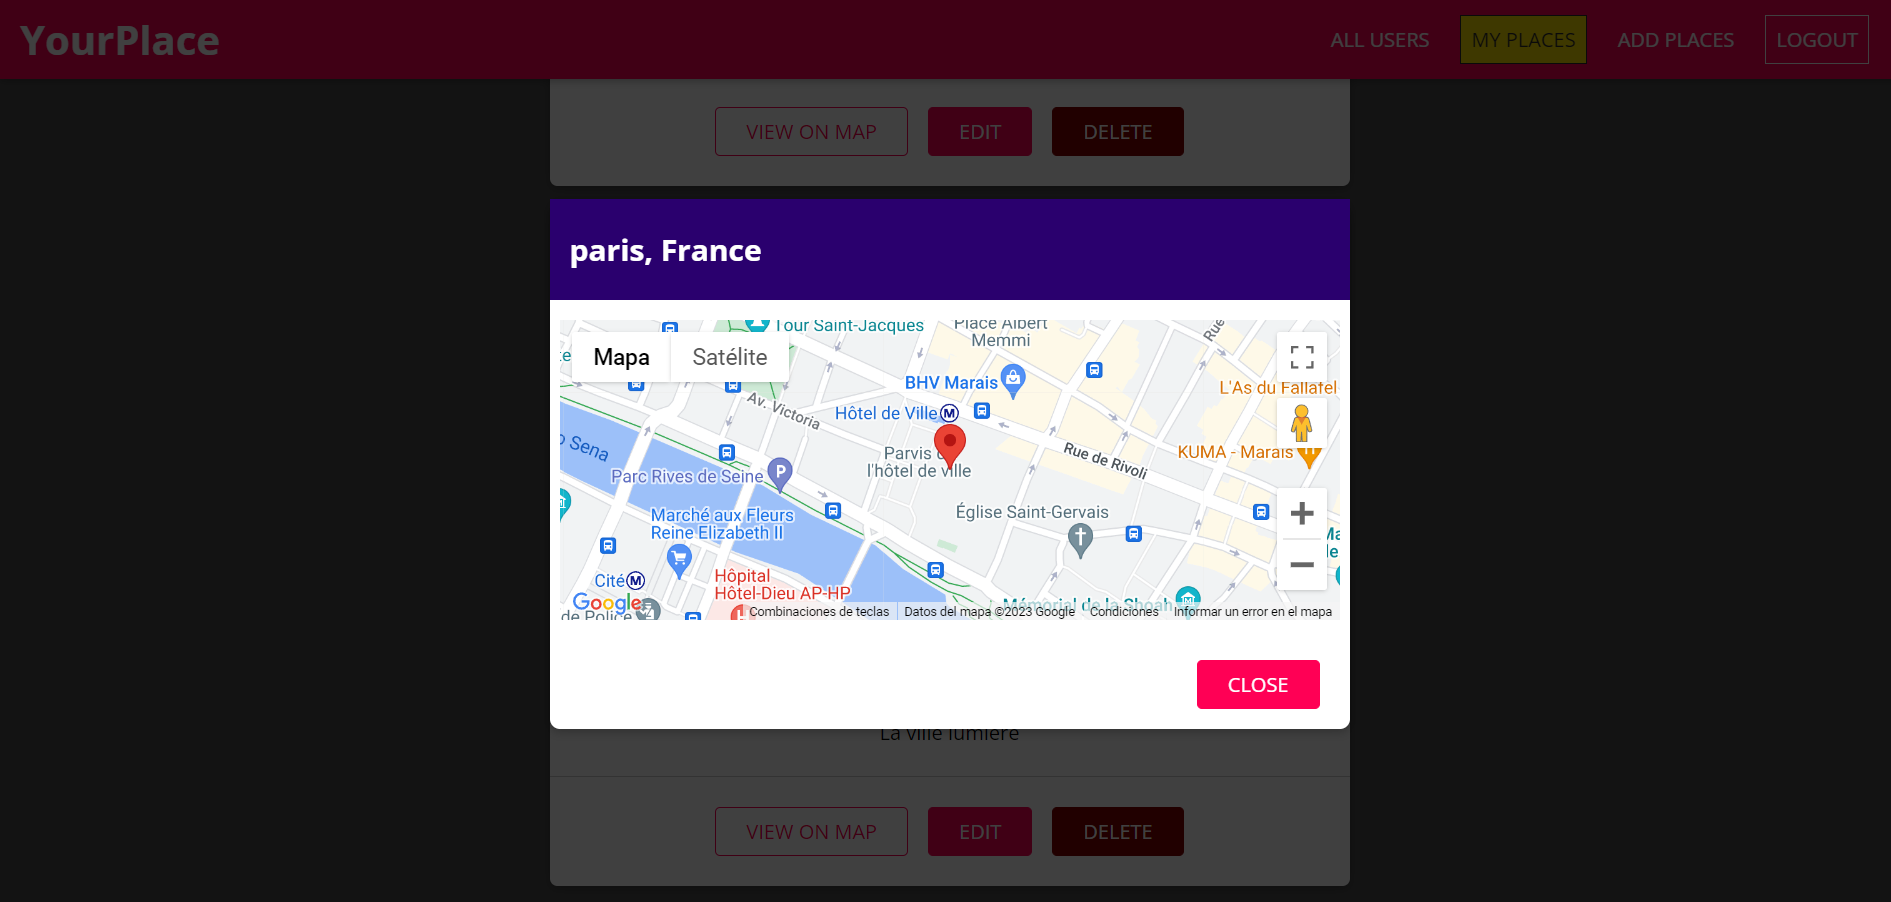 YourPlace
ALL USERS
MY PLACES
ADD PLACES
LOGOUT
VIEW ON MAP
EDIT
DELETE
paris, France
Mapa
Satélite
Tour Saint-Jacques
Place Albert
Memmi
Rue
BHV Marais
L'As du Fallafel
Av. Victoria
Hôtel de Ville
M
Parvis
l'hôtel de ville
Rue de Rivoli
KUMA - Marais
Sena
Parc Rives de Seine
P
Marché aux Fleurs
Reine Elizabeth II
Église Saint-Gervais
Cité
M
Hôpital
Hôtel-Dieu AP-HP
Mémorial de la Shoah
Google
de Police
H
Combinaciones de teclas
Datos del mapa ©2023 Google
Condiciones
Informar un error en el mapa
CLOSE
La ville lumière
VIEW ON MAP
EDIT
DELETE